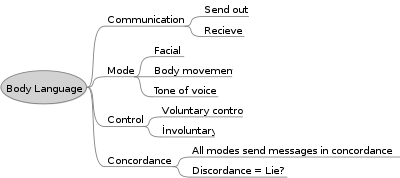 Body Language
Communication
Send out
Recieve
Mode
Facial
Body movemen
Tone of voice
Control
Voluntary contro
İnvoluntary
Concordance
All modes send messages in concordance
Discordance = Lie?